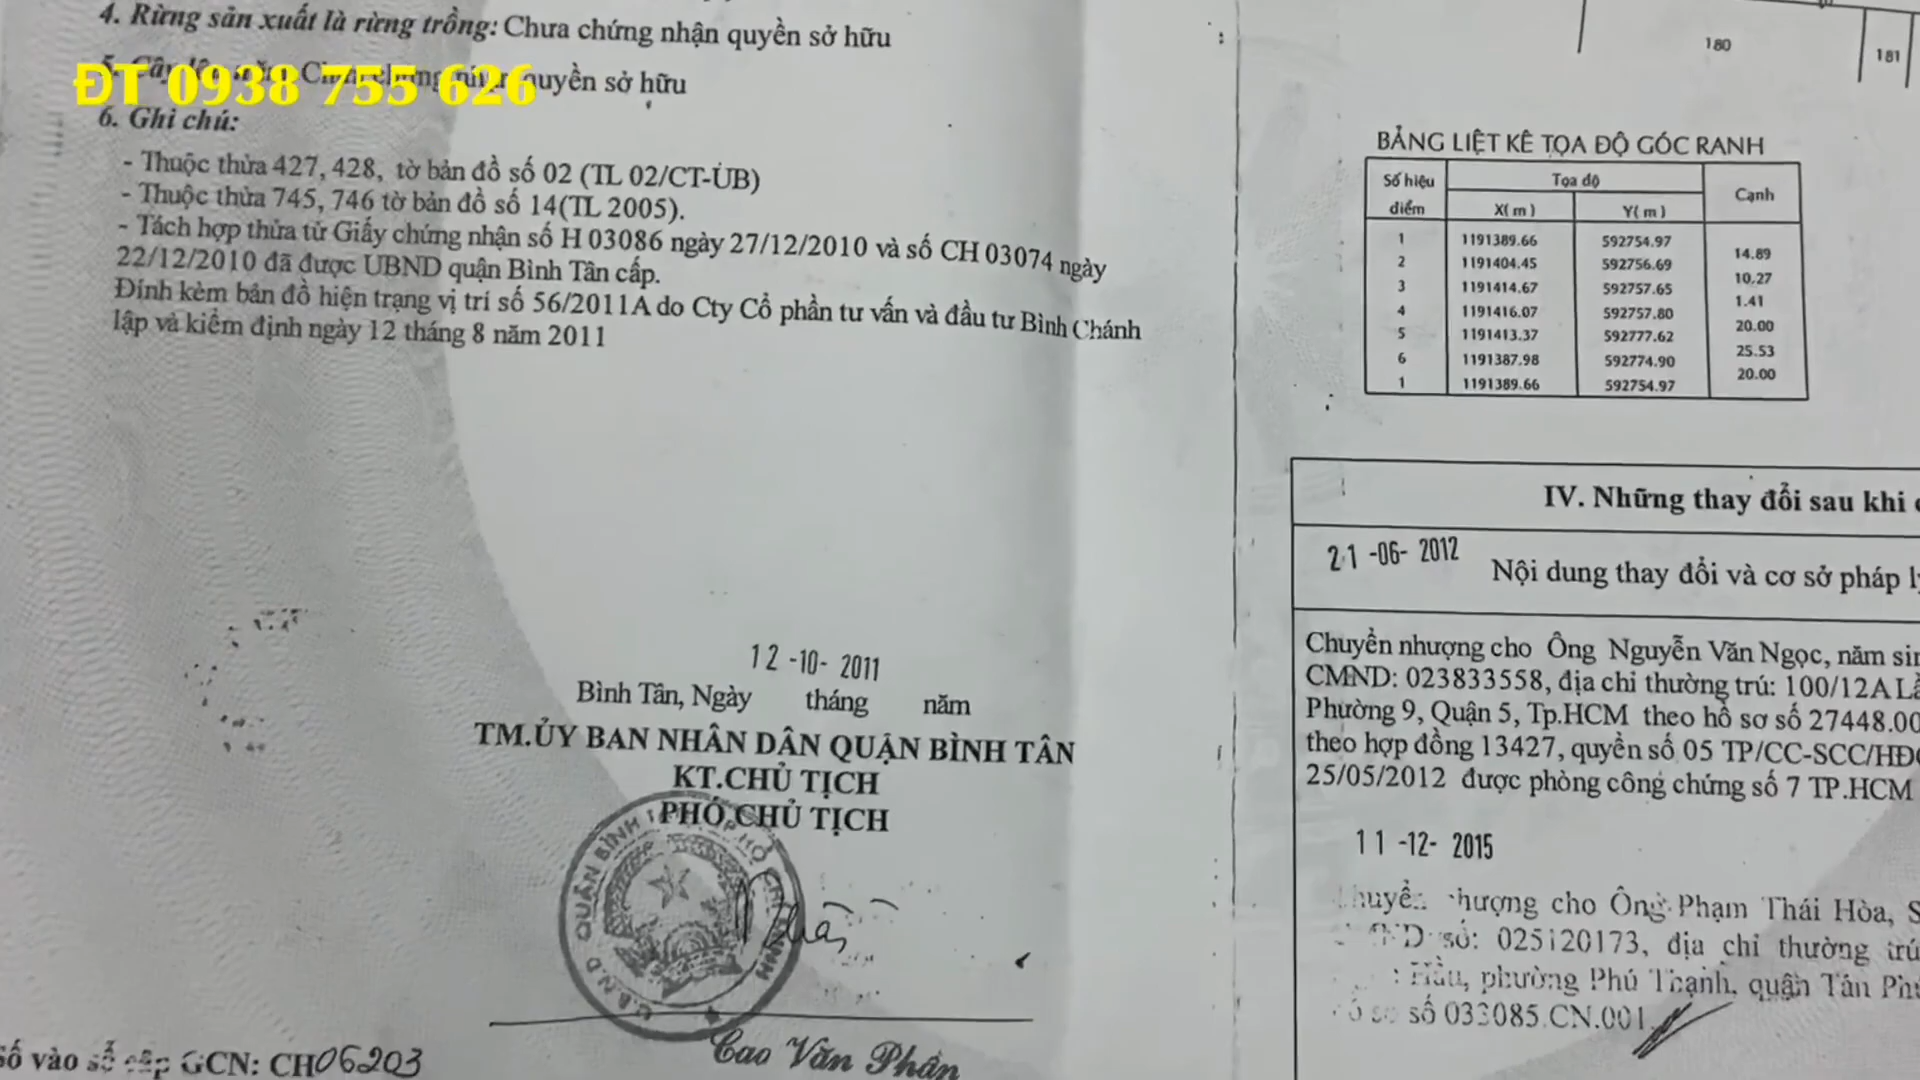 4. Rừng sản xuất là rừng trồng: Chưa chứng nhận quyền sở hữu
ĐT 0938 755 626
quyền sở hữu
6. Ghi chú:
- Thuộc thửa 427, 428, tờ bản đồ số 02 (TL 02/CT-UB)
- Thuộc thửa 745, 746 tờ bản đồ số 14(TL 2005).
- Tách hợp thửa từ Giấy chứng nhận số H 03086 ngày 27/12/2010 và số CH 03074 ngày
22/12/2010 đã được UBND quận Bình Tân cấp.
Đính kèm bản đồ hiện trạng vị trí số 56/2011A do Cty Cổ phần tư vấn và đầu tư Bình Chánh
lập và kiểm định ngày 12 tháng 8 năm 2011
12 -10- 2011
Bình Tân, Ngày tháng năm
TM.ỦY BAN NHÂN DÂN QUẬN BÌNH TÂN
KT.CHỦ TỊCH
PHÓ CHỦ TỊCH
Cao Văn Phần
Số vào sổ cấp GCN: CH06203
180
181
BẢNG LIỆT KÊ TỌA ĐỘ GÓC RANH
Số hiệu điểm Tọa độ Cạnh
X( m ) Y( m )
1 1191389.66 592754.97
14.89
2 1191404.45 592756.69
10.27
3 1191414.67 592757.65
1.41
4 1191416.07 592757.80
20.00
5 1191413.37 592777.62
25.53
6 1191387.98 592774.90
20.00
1 1191389.66 592754.97
IV. Những thay đổi sau khi
21 -06- 2012
Nội dung thay đổi và cơ sở pháp
Chuyển nhượng cho Ông Nguyễn Văn Ngọc, năm
CMND: 023833558, địa chỉ thường trú: 100/12A
Phường 9, Quận 5, Tp.HCM theo hồ sơ số 27448.00
theo hợp đồng 13427, quyển số 05 TP/CC-SCC/HĐ
25/05/2012 được phòng công chứng số 7 TP.HCM
11 -12- 2015
Chuyển nhượng cho Ông Phạm Thái Hòa,
số: 025120173, địa chỉ thường trú
phường Phú Thạnh, quận Tân
số 033085.CN.001